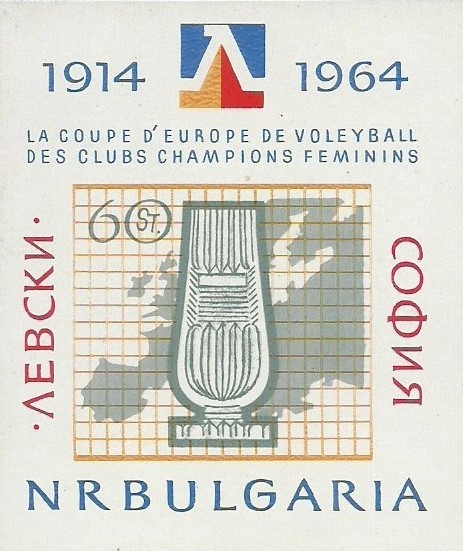 1914 Л 1964
LA COUPE D'EUROPE DE VOLEYBALL
DES CLUBS CHAMPIONS FEMININS
60 ST.
·ЛЕВСКИ·
СОФИЯ
NRBULGARIA